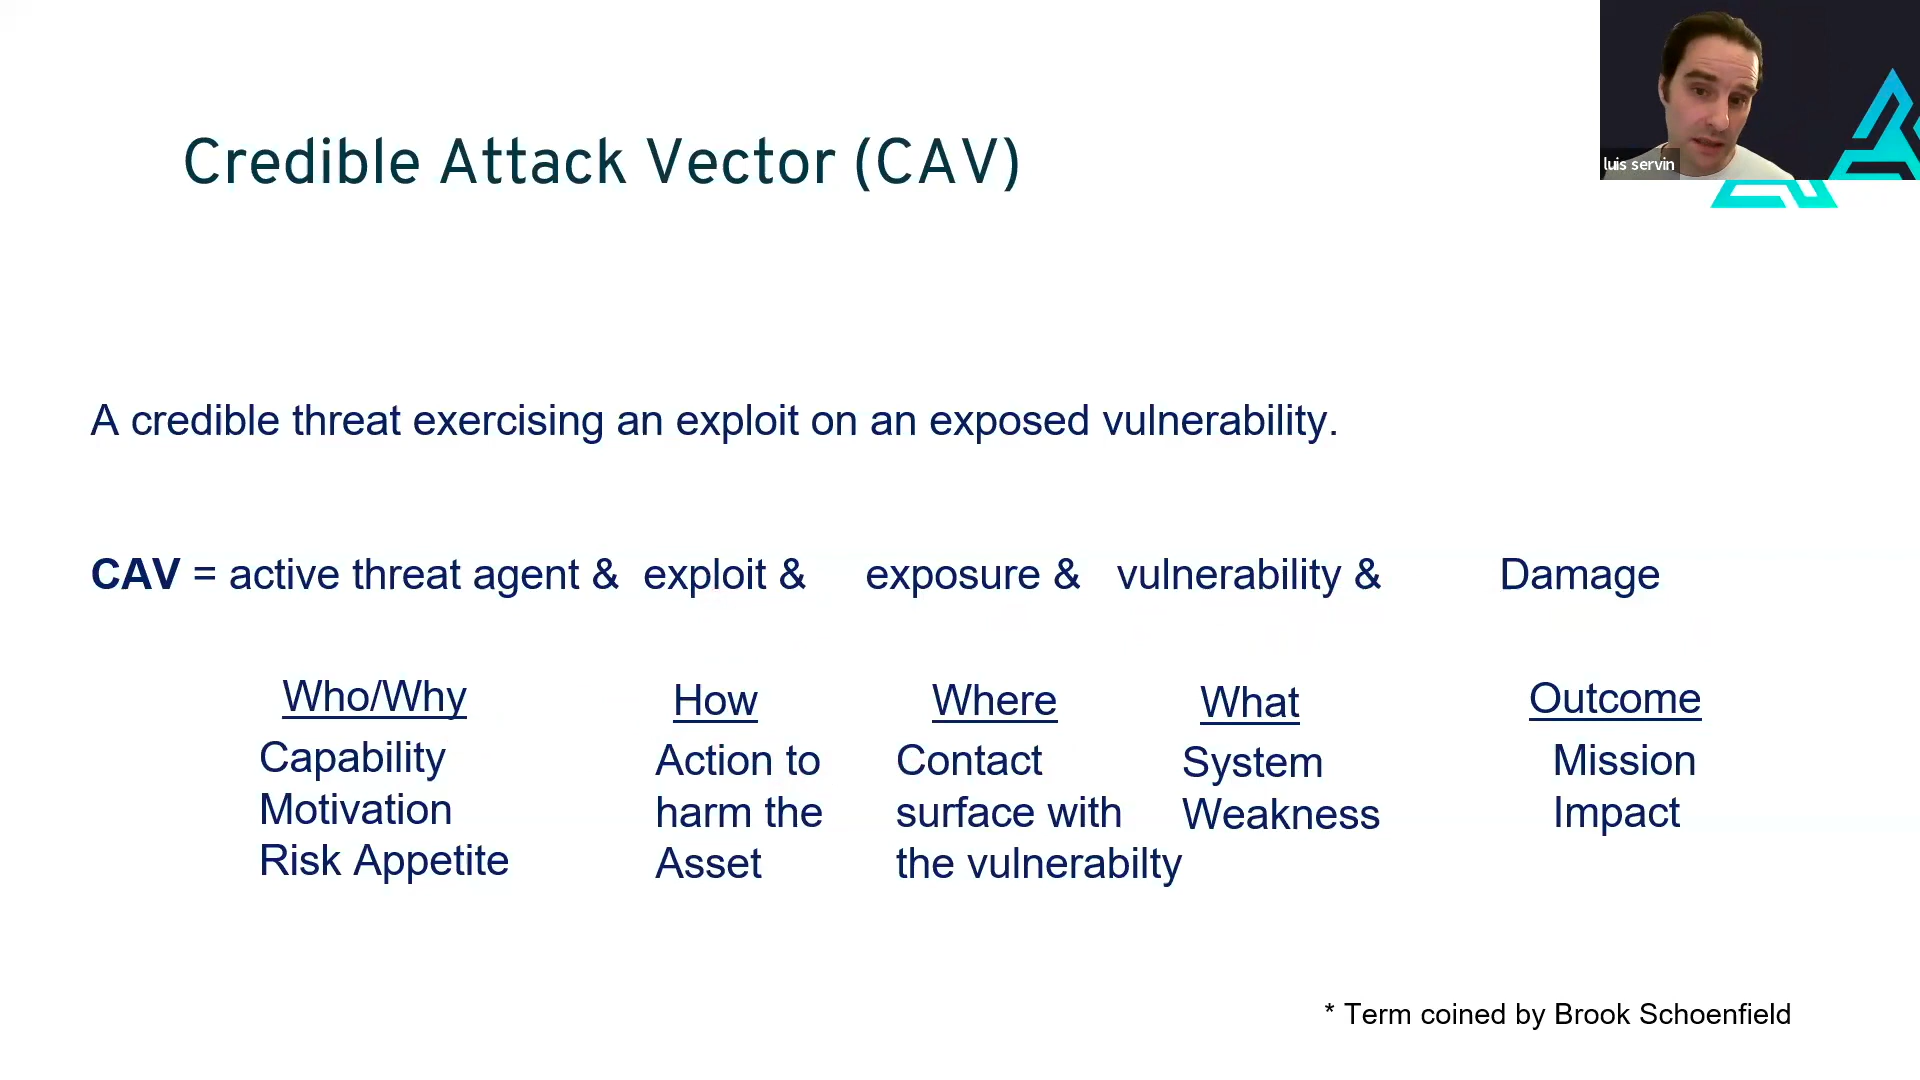 luis servin
Credible Attack Vector (CAV)
A credible threat exercising an exploit on an exposed vulnerability.
CAV = active threat agent & exploit & exposure & vulnerability & Damage
Who/Why
Capability
Motivation
Risk Appetite
How
Action to
harm the
Asset
Where
Contact
surface with
the vulnerabilty
What
System
Weakness
Outcome
Mission
Impact
* Term coined by Brook Schoenfield